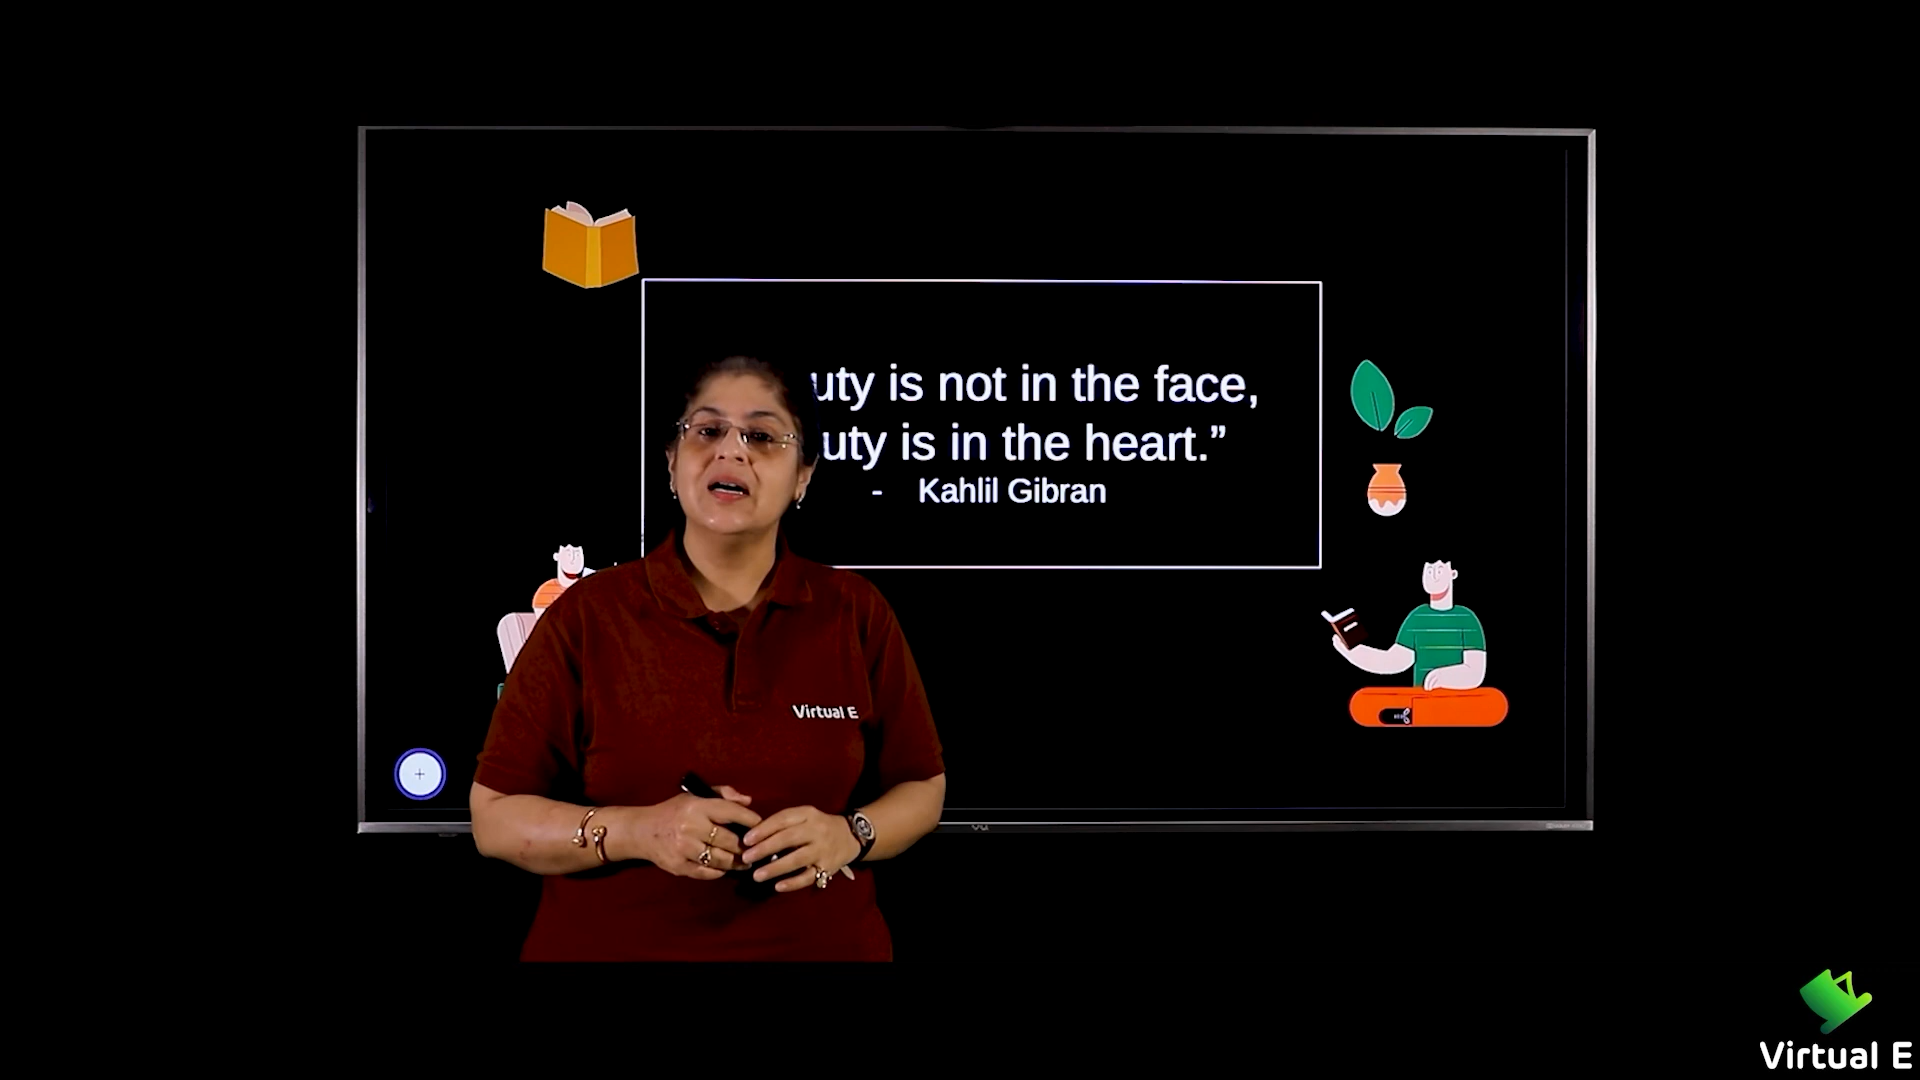 uty is not in the face,
uty is in the heart.”
- Kahlil Gibran
Virtual E
Virtual E